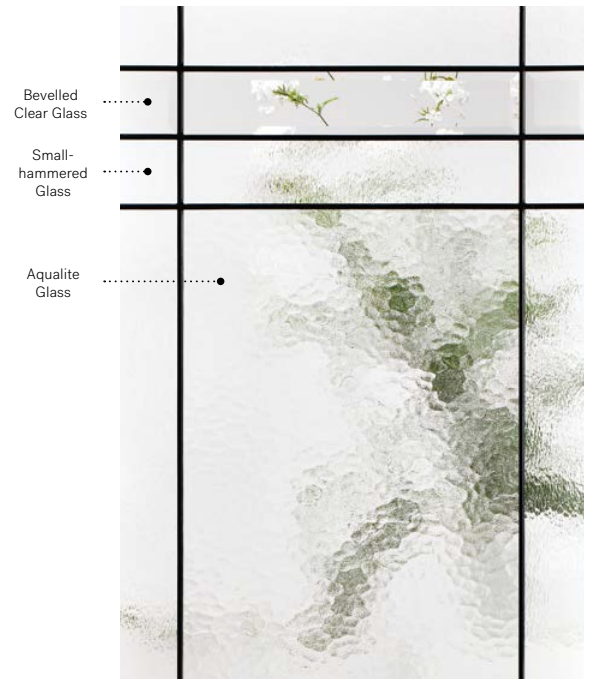 Bevelled
Clear Glass
Small-
hammered
Glass
Aqualite
Glass